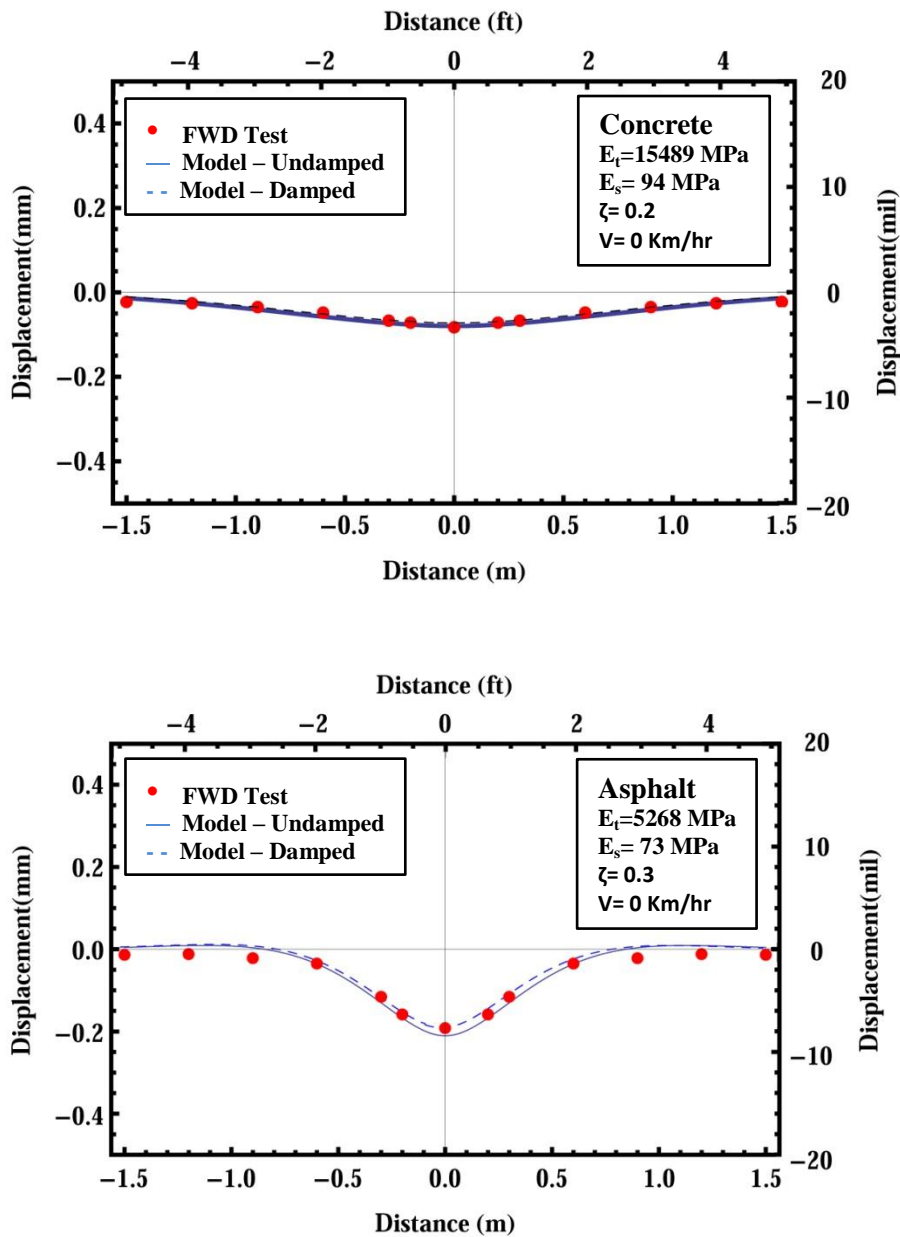 Distance (ft)
−4 −2 0 2 4
FWD Test
Model – Undamped
Model – Damped
Concrete
Eₜ=15489 MPa
Eₛ= 94 MPa
ζ= 0.2
V= 0 Km/hr
Displacement(mm)
0.4
0.2
0.0
−0.2
−0.4
20
10
0
−10
−20
Displacement(mil)
−1.5 −1.0 −0.5 0.0 0.5 1.0 1.5
Distance (m)
Distance (ft)
−4 −2 0 2 4
FWD Test
Model – Undamped
Model – Damped
Asphalt
Eₜ=5268 MPa
Eₛ= 73 MPa
ζ= 0.3
V= 0 Km/hr
Displacement(mm)
0.4
0.2
0.0
−0.2
−0.4
20
10
0
−10
−20
Displacement(mil)
−1.5 −1.0 −0.5 0.0 0.5 1.0 1.5
Distance (m)